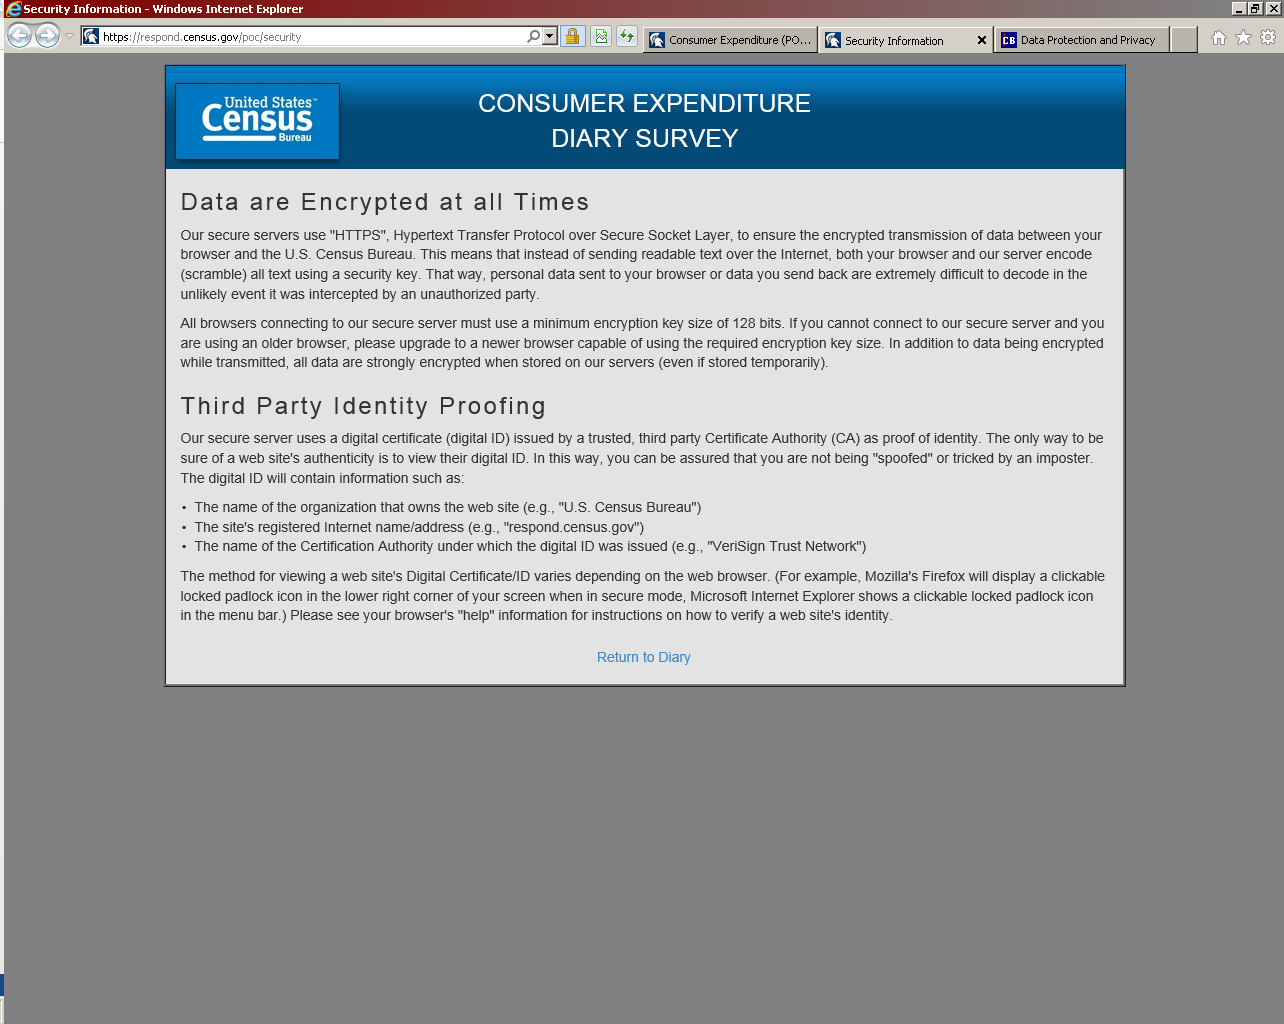 Security Information - Windows Internet Explorer
https://respond.census.gov/poc/security
Consumer Expenditure (PO...
Security Information
CB Data Protection and Privacy
United States™
Census
Bureau
CONSUMER EXPENDITURE
DIARY SURVEY
Data are Encrypted at all Times
Our secure servers use "HTTPS", Hypertext Transfer Protocol over Secure Socket Layer, to ensure the encrypted transmission of data between your
browser and the U.S. Census Bureau. This means that instead of sending readable text over the Internet, both your browser and our server encode
(scramble) all text using a security key. That way, personal data sent to your browser or data you send back are extremely difficult to decode in the
unlikely event it was intercepted by an unauthorized party.
All browsers connecting to our secure server must use a minimum encryption key size of 128 bits. If you cannot connect to our secure server and you
are using an older browser, please upgrade to a newer browser capable of using the required encryption key size. In addition to data being encrypted
while transmitted, all data are strongly encrypted when stored on our servers (even if stored temporarily).
Third Party Identity Proofing
Our secure server uses a digital certificate (digital ID) issued by a trusted, third party Certificate Authority (CA) as proof of identity. The only way to be
sure of a web site's authenticity is to view their digital ID. In this way, you can be assured that you are not being "spoofed" or tricked by an imposter.
The digital ID will contain information such as:
• The name of the organization that owns the web site (e.g., "U.S. Census Bureau")
• The site's registered Internet name/address (e.g., "respond.census.gov")
• The name of the Certification Authority under which the digital ID was issued (e.g., "VeriSign Trust Network")
The method for viewing a web site's Digital Certificate/ID varies depending on the web browser. (For example, Mozilla's Firefox will display a clickable
locked padlock icon in the lower right corner of your screen when in secure mode, Microsoft Internet Explorer shows a clickable locked padlock icon
in the menu bar.) Please see your browser's "help" information for instructions on how to verify a web site's identity.
Return to Diary